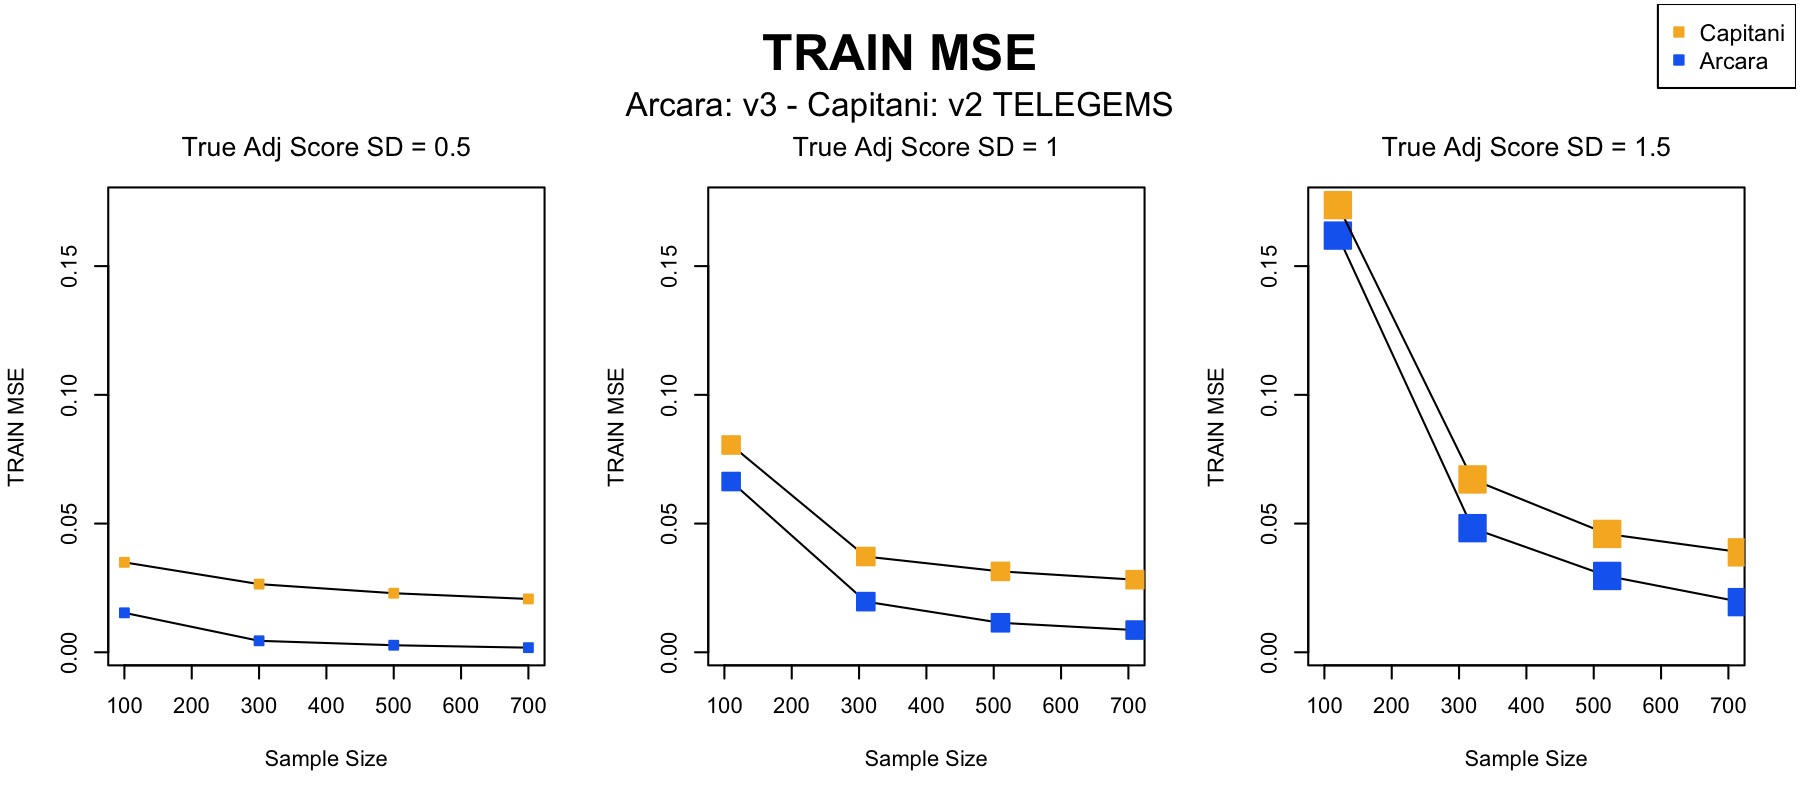 TRAIN MSE
Arcara: v3 - Capitani: v2 TELEGEMS
Capitani
Arcara
True Adj Score SD = 0.5
TRAIN MSE
0.15
0.10
0.05
0.00
100 200 300 400 500 600 700
Sample Size
True Adj Score SD = 1
TRAIN MSE
0.15
0.10
0.05
0.00
100 200 300 400 500 600 700
Sample Size
True Adj Score SD = 1.5
TRAIN MSE
0.15
0.10
0.05
0.00
100 200 300 400 500 600 700
Sample Size